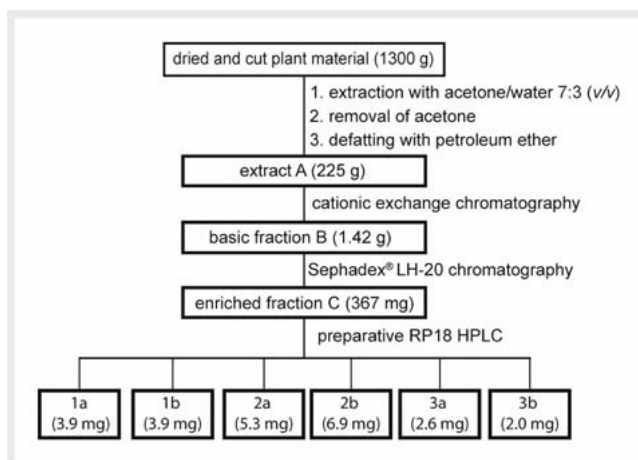 dried and cut plant material (1300 g)
1. extraction with acetone/water 7:3 (v/v)
2. removal of acetone
3. defatting with petroleum ether
extract A (225 g)
cationic exchange chromatography
basic fraction B (1.42 g)
Sephadex® LH-20 chromatography
enriched fraction C (367 mg)
preparative RP18 HPLC
1a 1b 2a 2b 3a 3b
(3.9 mg) (3.9 mg) (5.3 mg) (6.9 mg) (2.6 mg) (2.0 mg)